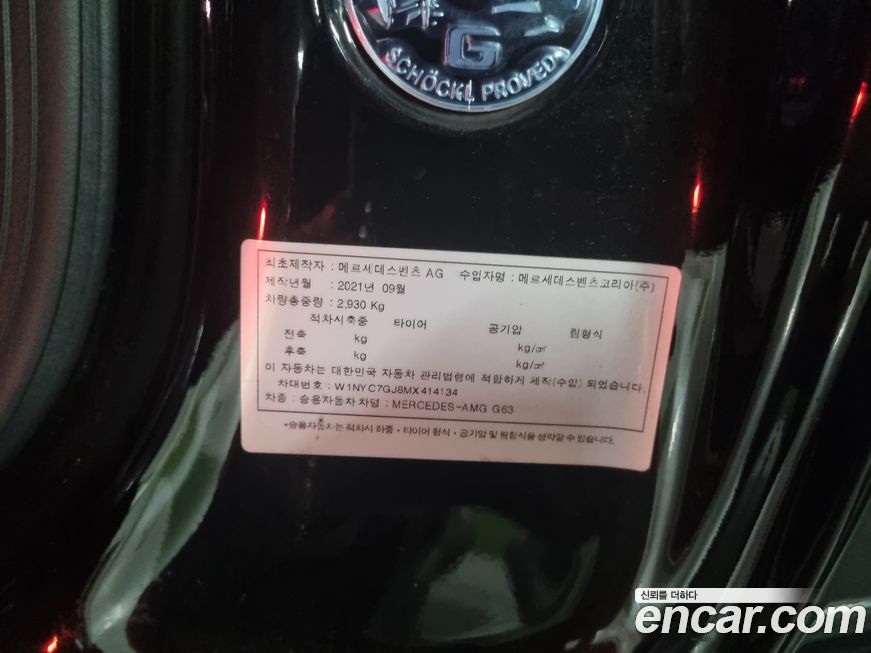 G
SCHÖCKL PROVED
최초제작자 : 메르세데스벤츠 AG 수입자명 : 메르세데스벤츠코리아(주)
제작년월 : 2021년 09월
차량총중량 : 2,930 Kg
적차시축중 타이어 공기압 림형식
전축 kg kg/㎠
후축 kg kg/㎠
이 자동차는 대한민국 자동차 관리법령에 적합하게 제작(수입) 되었습니다.
차대번호 : W1NYC7GJ8MX414134
차종 : 승용자동차 차명 : MERCEDES-AMG G63
*승용자동차는 적차시 하중·타이어 형식·공기압 및 림형식을 생략할 수 있습니다.
신뢰를 더하다
encar.com